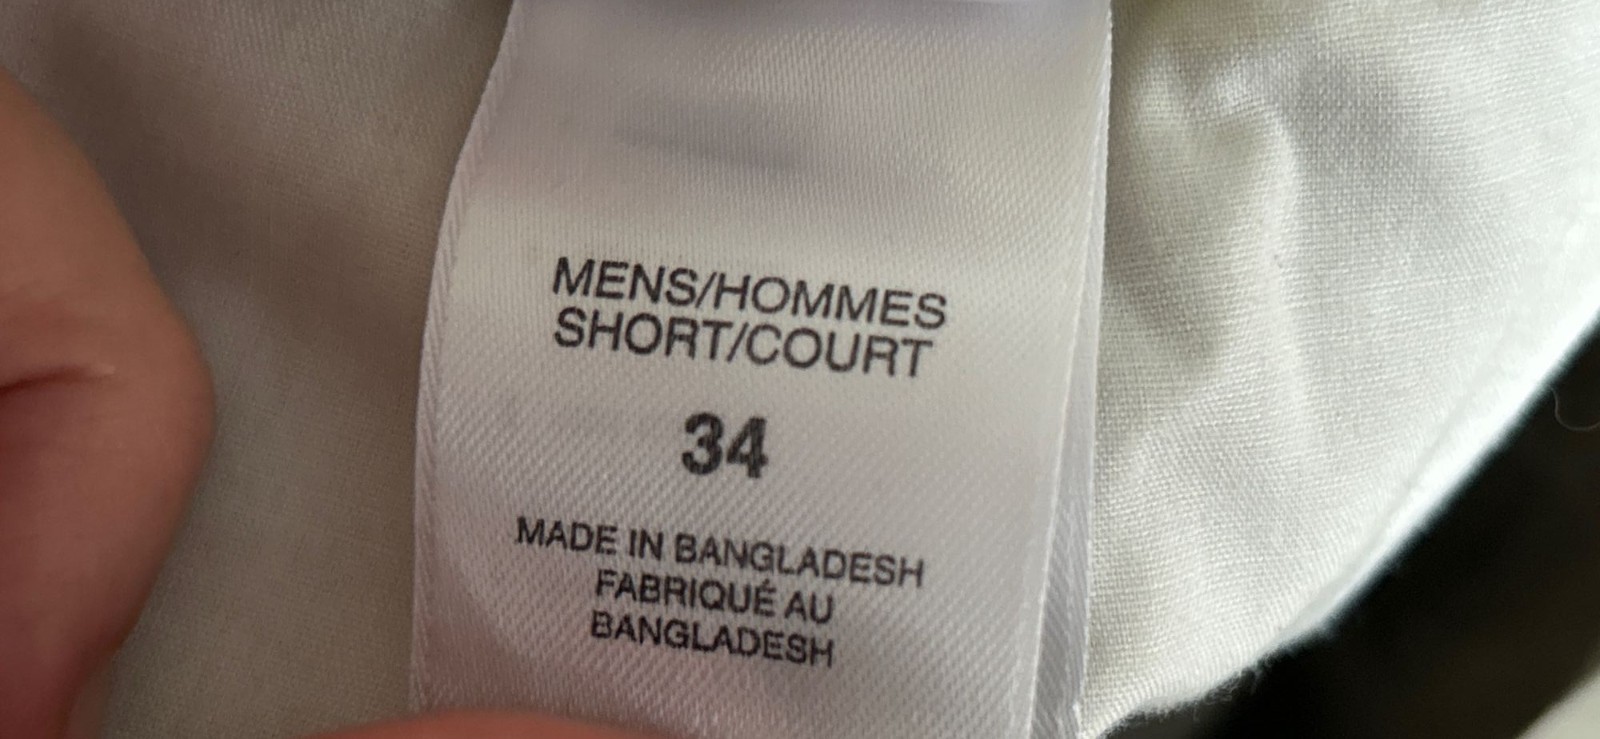 MENS/HOMMES
SHORT/COURT
34
MADE IN BANGLADESH
FABRIQUÉ AU
BANGLADESH